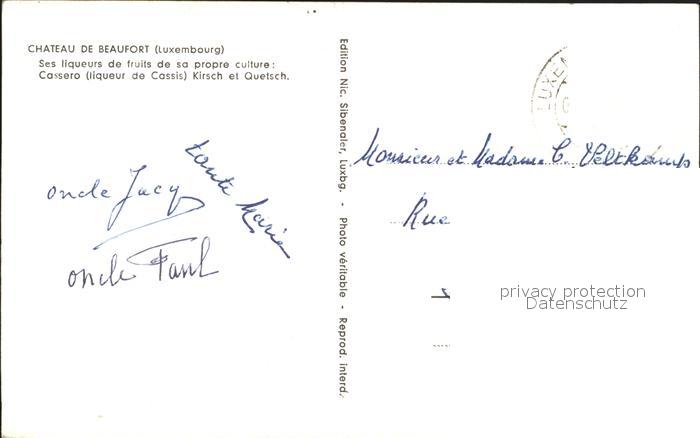 CHATEAU DE BEAUFORT (Luxembourg)
Ses liqueurs de fruits de sa propre culture:
Cassero (liqueur de Cassis) Kirsch et Quetsch.
tante Maria
oncle Jacy
oncle Paul
Edition Nic. Sibenaler, Luxbg. - Photo véritable - Reprod. interd.
LUXEM
Monsieur et Madame C. Veltkamp
Rue
privacy protection
Datenschutz